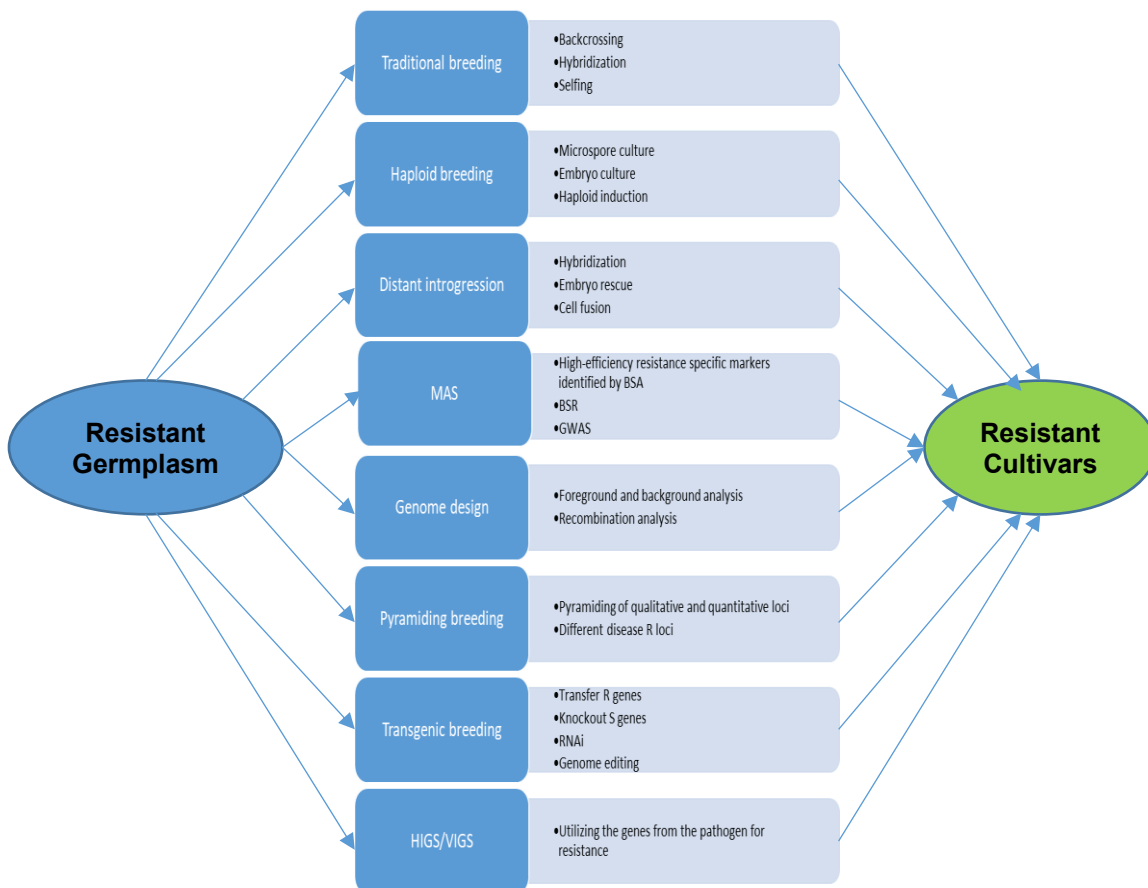 Resistant
Germplasm
Traditional breeding
•Backcrossing
•Hybridization
•Selfing
Haploid breeding
•Microspore culture
•Embryo culture
•Haploid induction
Distant introgression
•Hybridization
•Embryo rescue
•Cell fusion
MAS
•High-efficiency resistance specific markers
identified by BSA
•BSR
•GWAS
Genome design
•Foreground and background analysis
•Recombination analysis
Pyramiding breeding
•Pyramiding of qualitative and quantitative loci
•Different disease R loci
Transgenic breeding
•Transfer R genes
•Knockout S genes
•RNAi
•Genome editing
HIGS/VIGS
•Utilizing the genes from the pathogen for
resistance
Resistant
Cultivars